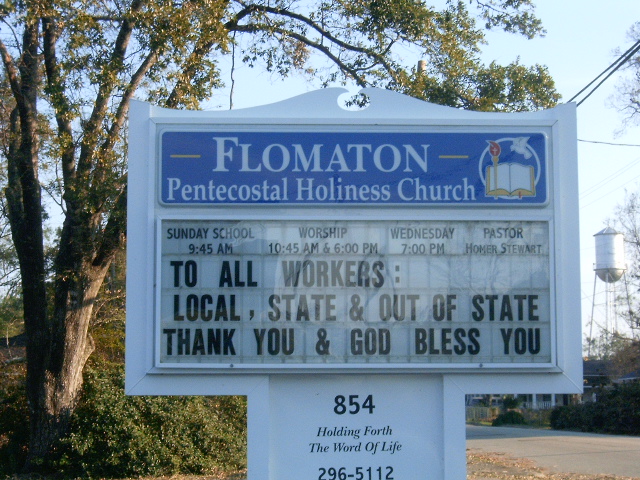 FLOMATON
Pentecostal Holiness Church
SUNDAY SCHOOL WORSHIP WEDNESDAY PASTOR
9:45 AM 10:45 AM & 6:00 PM 7:00 PM HOMER STEWART
TO ALL WORKERS:
LOCAL, STATE & OUT OF STATE
THANK YOU & GOD BLESS YOU
854
Holding Forth
The Word Of Life
296-5112